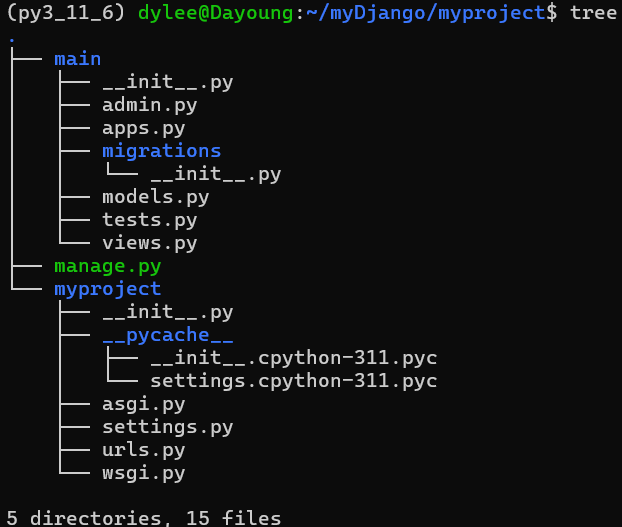 (py3_11_6) dylee@Dayoung:~/myDjango/myproject$ tree
.
├── main
│   ├── __init__.py
│   ├── admin.py
│   ├── apps.py
│   ├── migrations
│   │   └── __init__.py
│   ├── models.py
│   ├── tests.py
│   └── views.py
├── manage.py
└── myproject
    ├── __init__.py
    ├── __pycache__
    │   ├── __init__.cpython-311.pyc
    │   └── settings.cpython-311.pyc
    ├── asgi.py
    ├── settings.py
    ├── urls.py
    └── wsgi.py

5 directories, 15 files